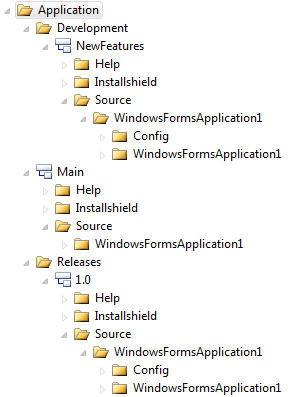 Application
Development
NewFeatures
Help
Installshield
Source
WindowsFormsApplication1
Config
WindowsFormsApplication1
Main
Help
Installshield
Source
WindowsFormsApplication1
Releases
1.0
Help
Installshield
Source
WindowsFormsApplication1
Config
WindowsFormsApplication1